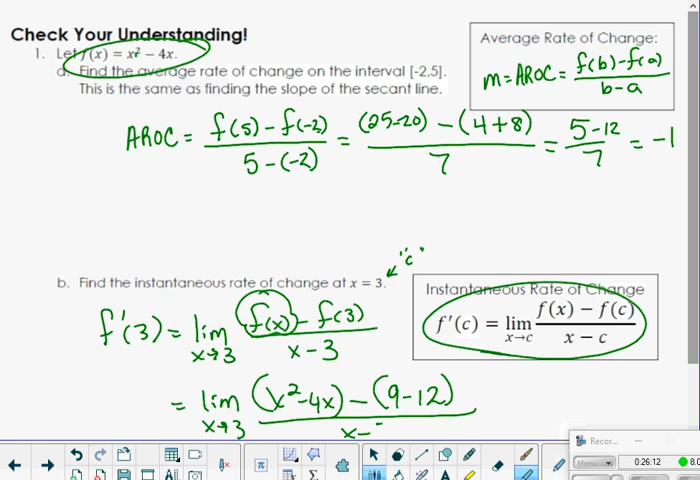 Check Your Understanding!
1. Let f(x) = x² − 4x.
d. Find the average rate of change on the interval [-2,5].
This is the same as finding the slope of the secant line.
Average Rate of Change:
m = AROC = (f(b) − f(a)) / (b − a)
AROC = (f(5) − f(-2)) / (5 − (-2)) = ((25-20) − (4+8)) / 7 = (5-12) / 7 = -1
"c"
b. Find the instantaneous rate of change at x = 3.
Instantaneous Rate of Change
f'(c) = lim x→c (f(x) − f(c)) / (x − c)
f'(3) = lim x→3 (f(x) − f(3)) / (x − 3)
= lim x→3 ((x² − 4x) − (9 − 12)) / x −
Recor...
Menu
00:26:12
8.0